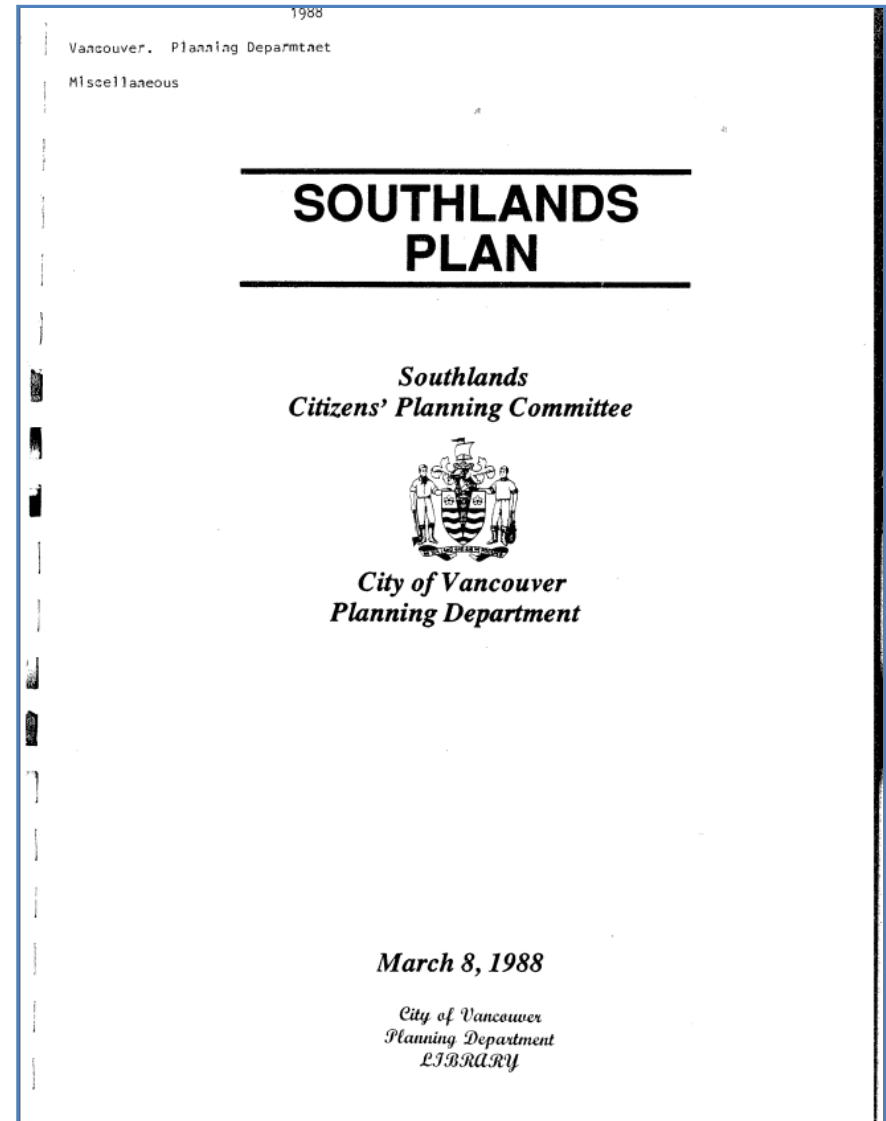 1988
Vancouver. Planning Deparmtnet
Miscellaneous
SOUTHLANDS
PLAN
Southlands
Citizens' Planning Committee
City of Vancouver
Planning Department
March 8, 1988
City of Vancouver
Planning Department
LIBRARY